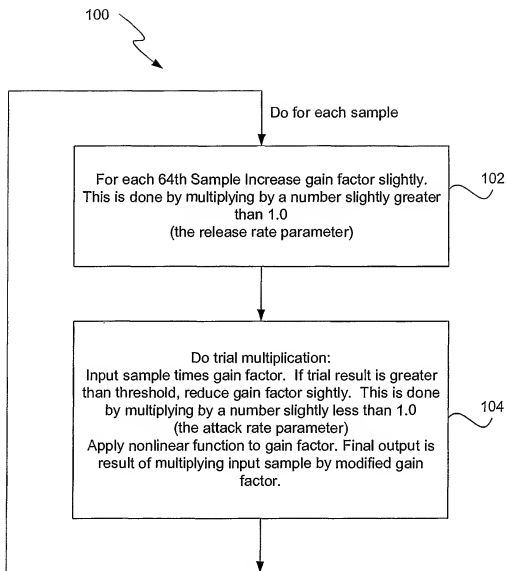 100
Do for each sample
For each 64th Sample Increase gain factor slightly.
This is done by multiplying by a number slightly greater
than 1.0
(the release rate parameter)
102
Do trial multiplication:
Input sample times gain factor. If trial result is greater
than threshold, reduce gain factor sightly. This is done
by multiplying by a number slightly less than 1.0
(the attack rate parameter)
Apply nonlinear function to gain factor. Final output is
result of multiplying input sample by modified gain
factor.
104